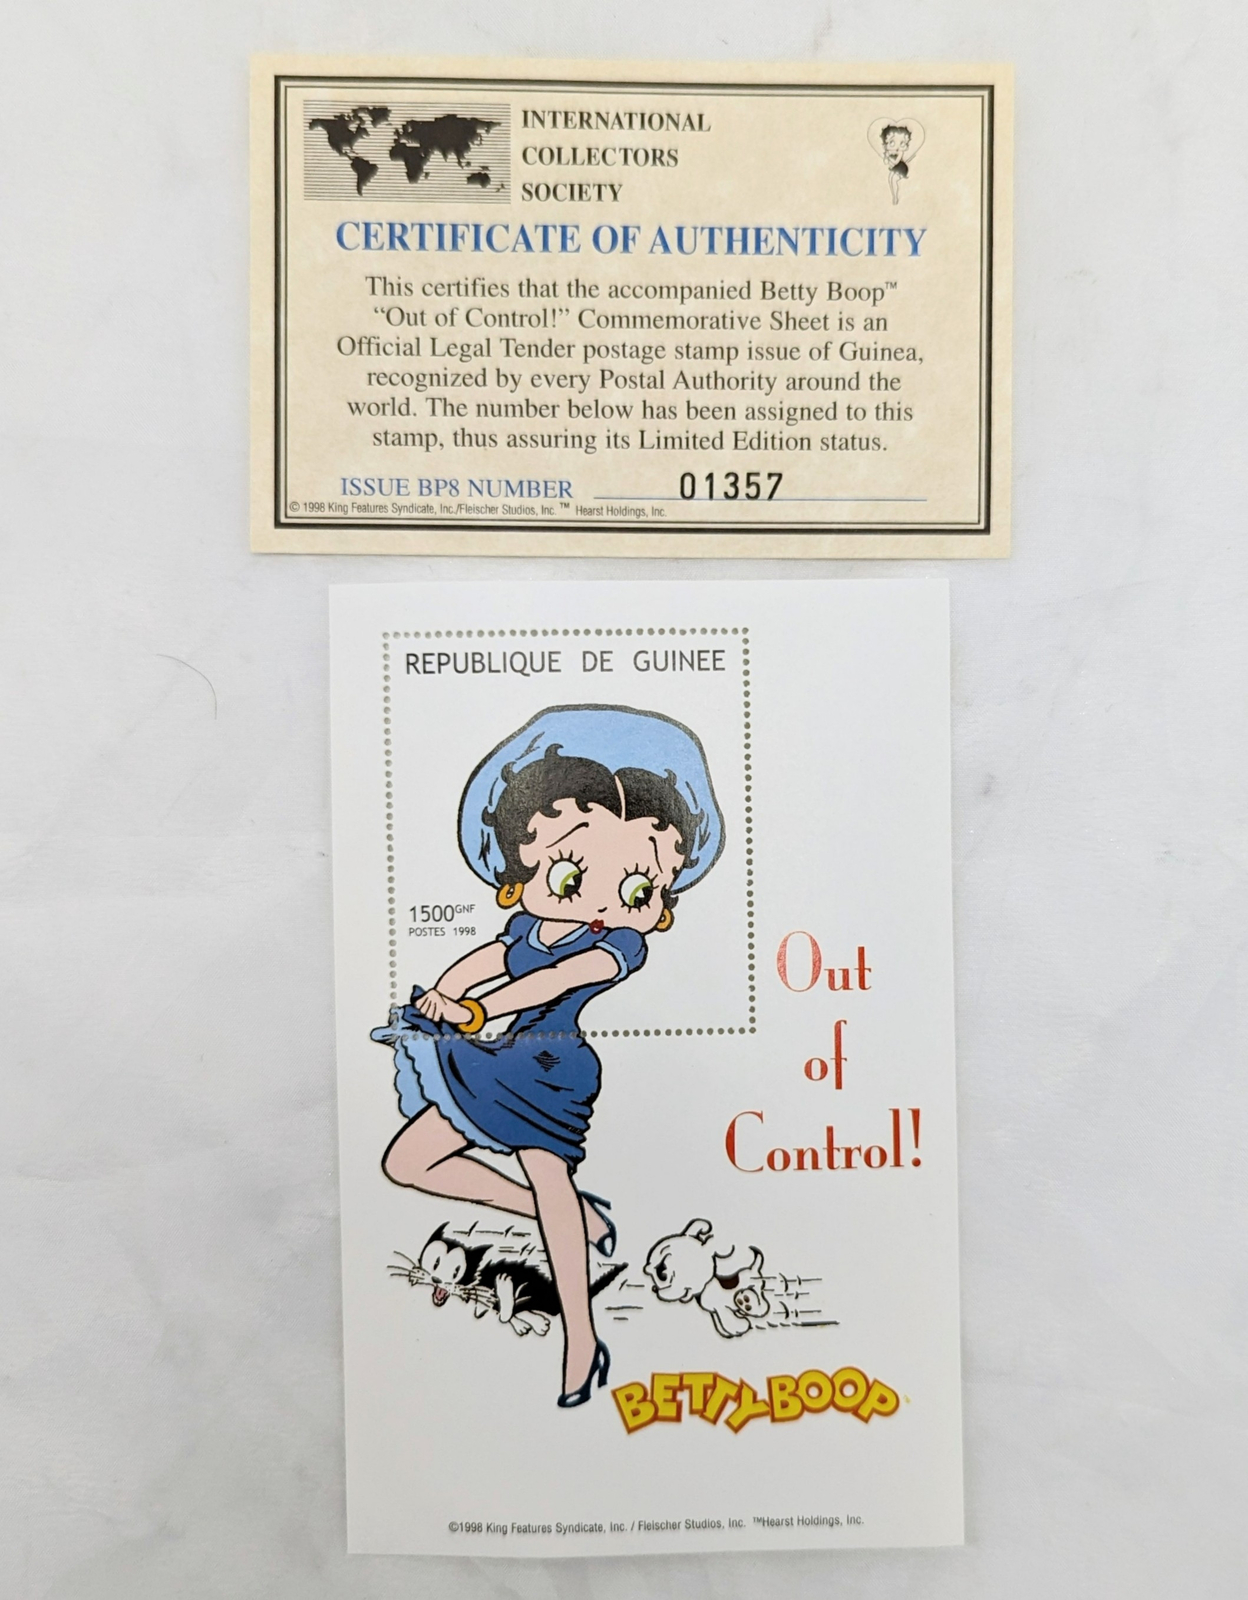 INTERNATIONAL
COLLECTORS
SOCIETY
CERTIFICATE OF AUTHENTICITY
This certifies that the accompanied Betty Boop™
“Out of Control!” Commemorative Sheet is an
Official Legal Tender postage stamp issue of Guinea,
recognized by every Postal Authority around the
world. The number below has been assigned to this
stamp, thus assuring its Limited Edition status.
ISSUE BP8 NUMBER 01357
© 1998 King Features Syndicate, Inc./Fleischer Studios, Inc. ™ Hearst Holdings, Inc.
REPUBLIQUE DE GUINEE
1500GNF
POSTES 1998
Out
of
Control!
BETTY BOOP
©1998 King Features Syndicate, Inc. / Fleischer Studios, Inc. ™Hearst Holdings, Inc.